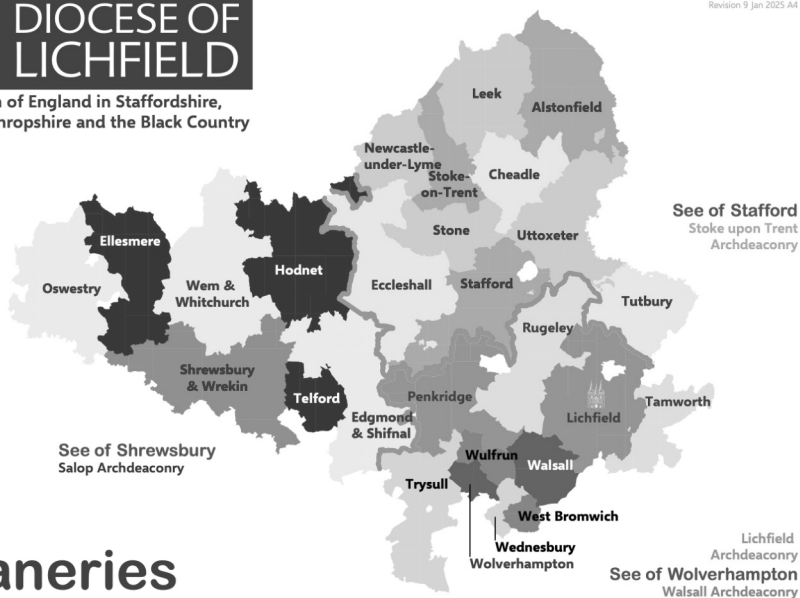 Revision 9 Jan 2025 A4
DIOCESE OF
LICHFIELD
of England in Staffordshire,
hropshire and the Black Country
Leek
Alstonfield
Newcastle-
under-Lyme
Stoke-
on-Trent
Cheadle
See of Stafford
Stoke upon Trent
Archdeaconry
Stone
Uttoxeter
Ellesmere
Hodnet
Oswestry
Wem &
Whitchurch
Eccleshall
Stafford
Tutbury
Rugeley
Shrewsbury
& Wrekin
Telford
Penkridge
Edgmond
& Shifnal
Lichfield
Tamworth
See of Shrewsbury
Salop Archdeaconry
Wulfrun
Walsall
Trysull
West Bromwich
Wednesbury
Wolverhampton
Lichfield
Archdeaconry
See of Wolverhampton
Walsall Archdeaconry
aneries